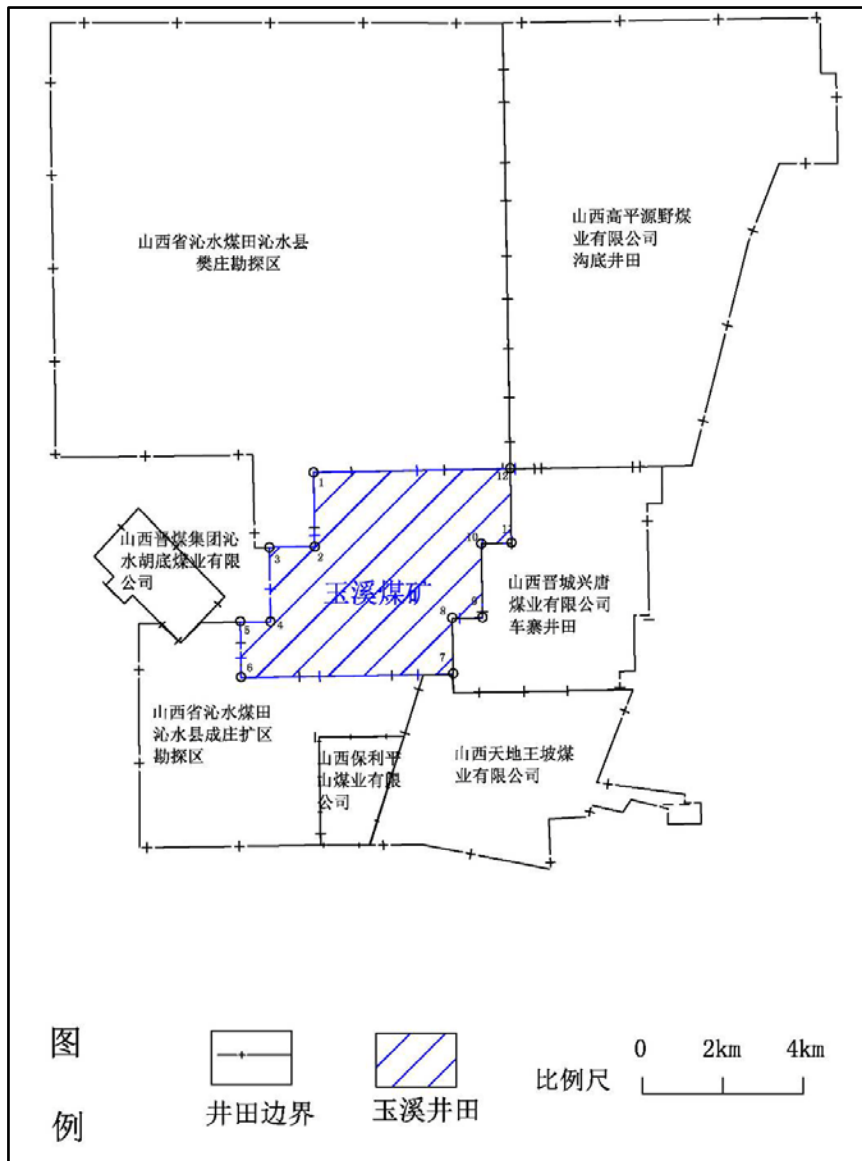 山西省沁水煤田沁水县
樊庄勘探区
山西高平源野煤
业有限公司
沟底井田
1
12
山西晋煤集团沁
水胡底煤业有限
公司
3
2
10
11
玉溪煤矿
山西晋城兴唐
煤业有限公司
车寨井田
5
4
8
9
6
7
山西省沁水煤田
沁水县成庄扩区
勘探区
山西保利平
山煤业有限
公司
山西天地王坡煤
业有限公司
图
例
井田边界
玉溪井田
比例尺
0 2km 4km